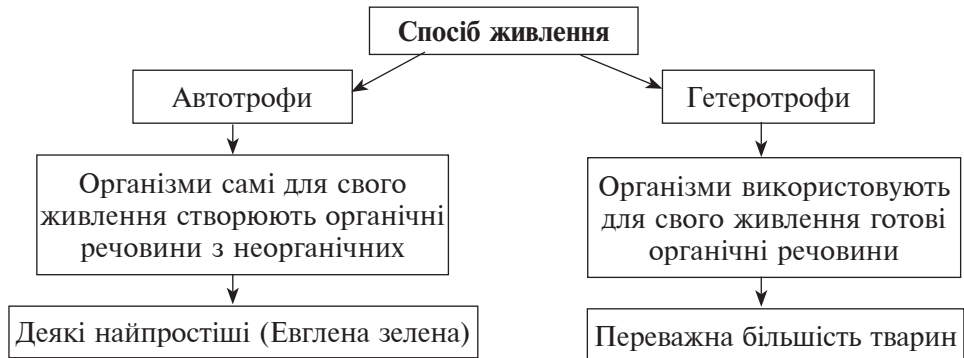 Спосіб живлення
Автотрофи
Гетеротрофи
Організми самі для свого
живлення створюють органічні
речовини з неорганічних
Організми використовують
для свого живлення готові
органічні речовини
Деякі найпростіші (Евглена зелена)
Переважна більшість тварин